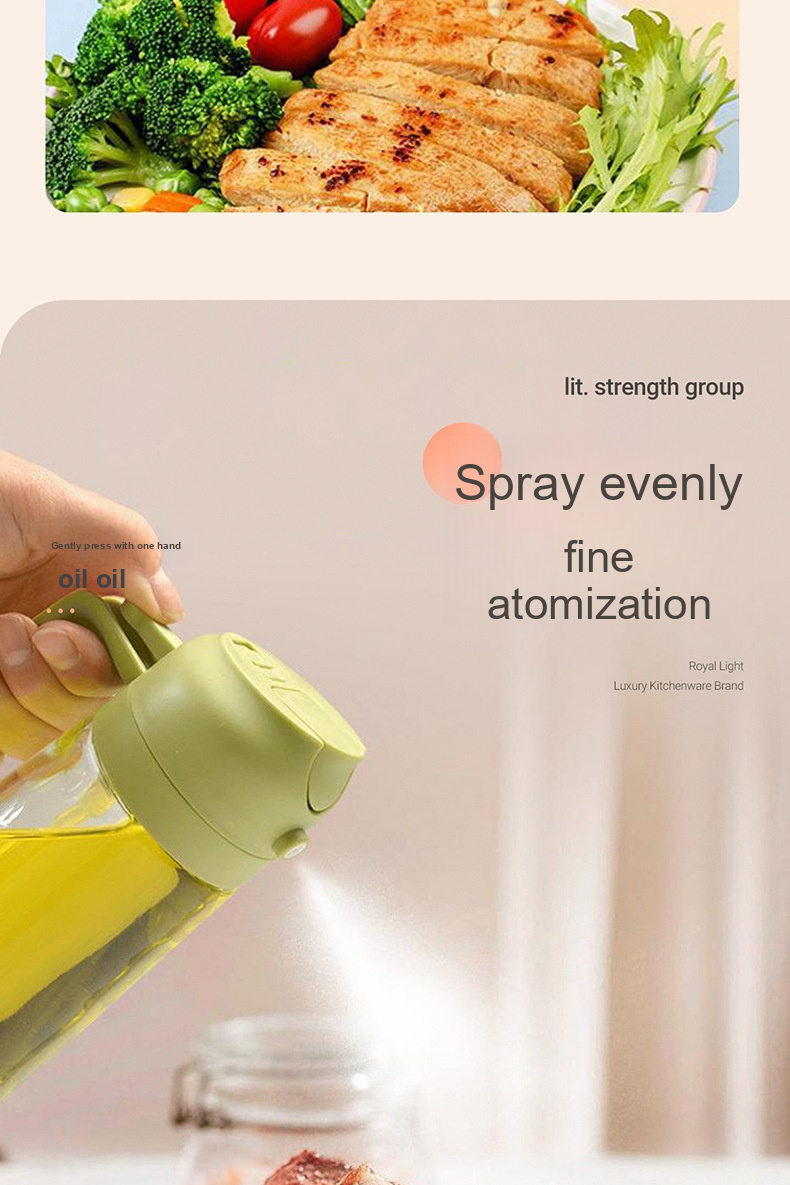 lit. strength group
Spray evenly
fine
atomization
Gently press with one hand
oil oil
Royal Light
Luxury Kitchenware Brand